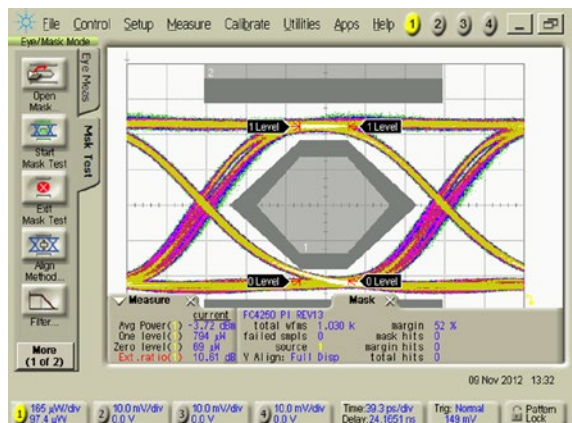 File Control Setup Measure Calibrate Utilities Apps Help 1 2 3 4
Eye/Mask Mode
Eye Meas
Msk Test
Open
Mask...
Start
Mask Test
Exit
Mask Test
Align
Method...
Filter...
More
(1 of 2)
2
1 Level
1 Level
1
0 Level
0 Level
Measure
Mask
current
Avg Power(1) -3.72 dBm
One level(1) 794 µW
Zero level(1) 69 µW
Ext.ratio(1) 10.61 dB
FC4250 PI REV13
total wfms 1.030 k
failed smpls 0
source 1
Y Align: Full Disp
margin 52 %
mask hits 0
margin hits 0
total hits 0
09 Nov 2012 13:32
1 165 µW/div
97.4 µW
2 10.0 mV/div
0.0 V
3 10.0 mV/div
0.0 V
4 10.0 mV/div
0.0 V
Time:39.3 ps/div
Delay:24.1651 ns
Trig: Normal
149 mV
Pattern
Lock